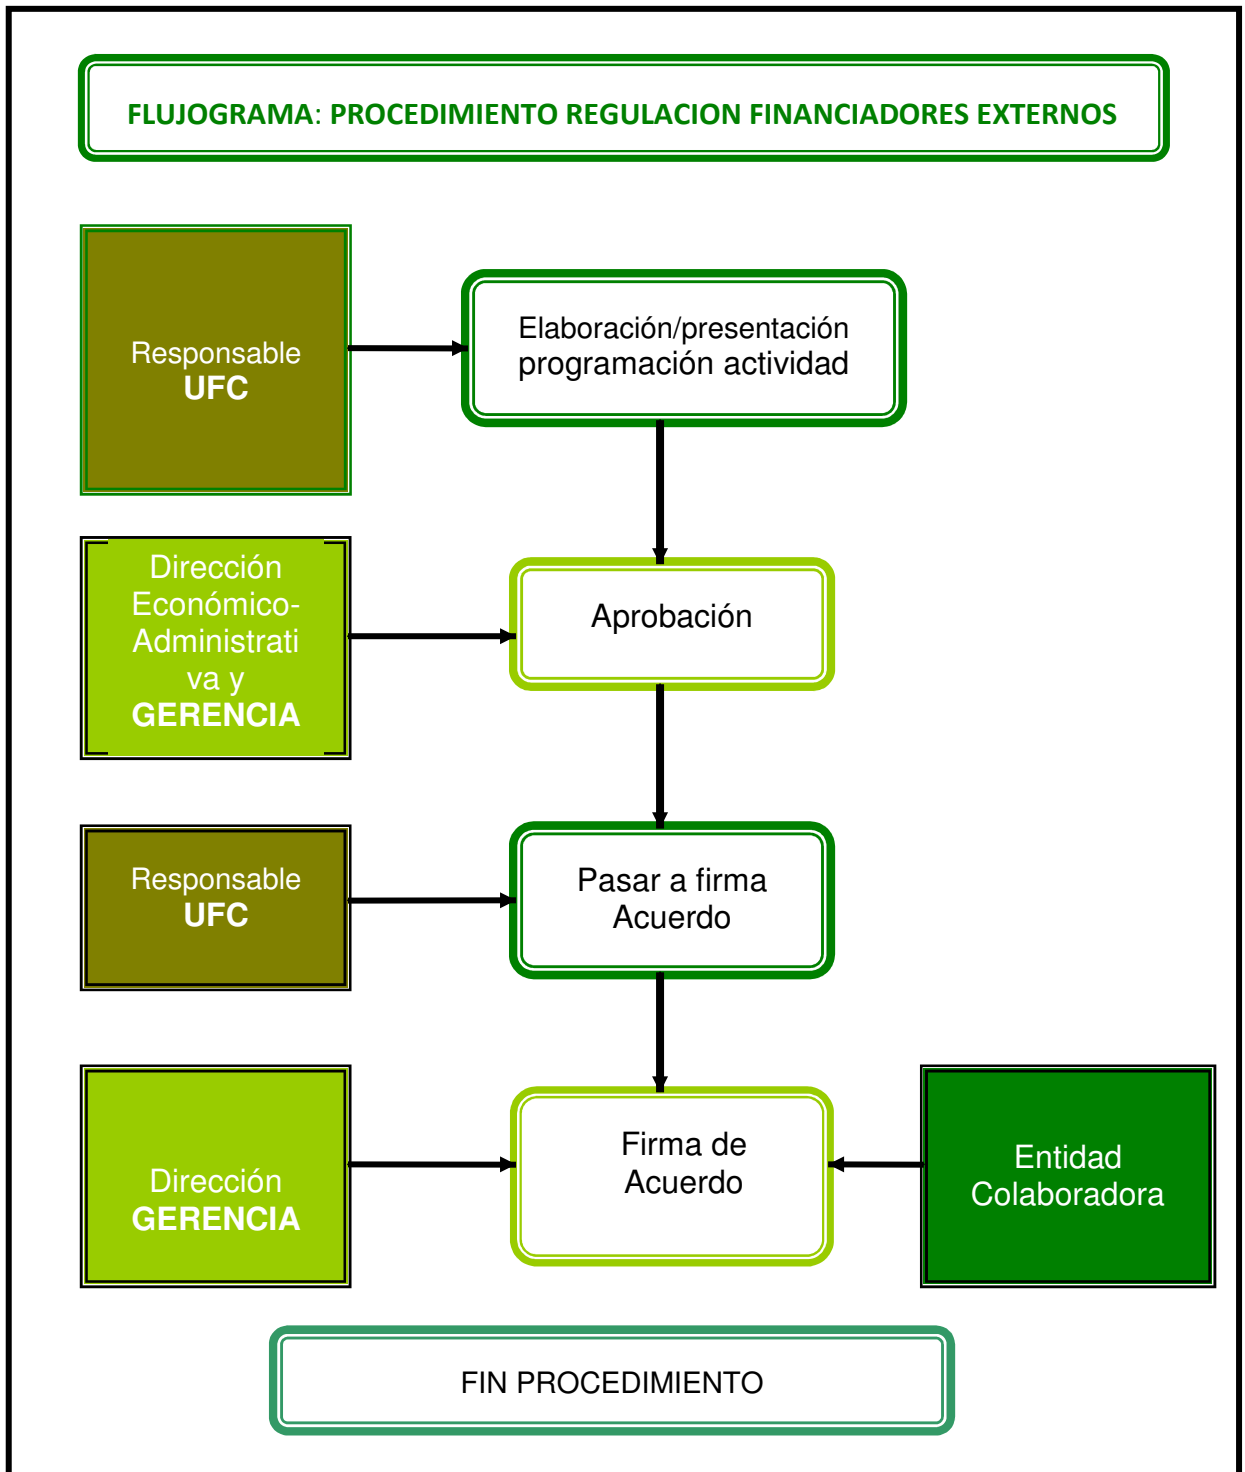 FLUJOGRAMA: PROCEDIMIENTO REGULACION FINANCIADORES EXTERNOS
Responsable
UFC
Elaboración/presentación
programación actividad
Dirección
Económico-
Administrati
va y
GERENCIA
Aprobación
Responsable
UFC
Pasar a firma
Acuerdo
Dirección
GERENCIA
Firma de
Acuerdo
Entidad
Colaboradora
FIN PROCEDIMIENTO